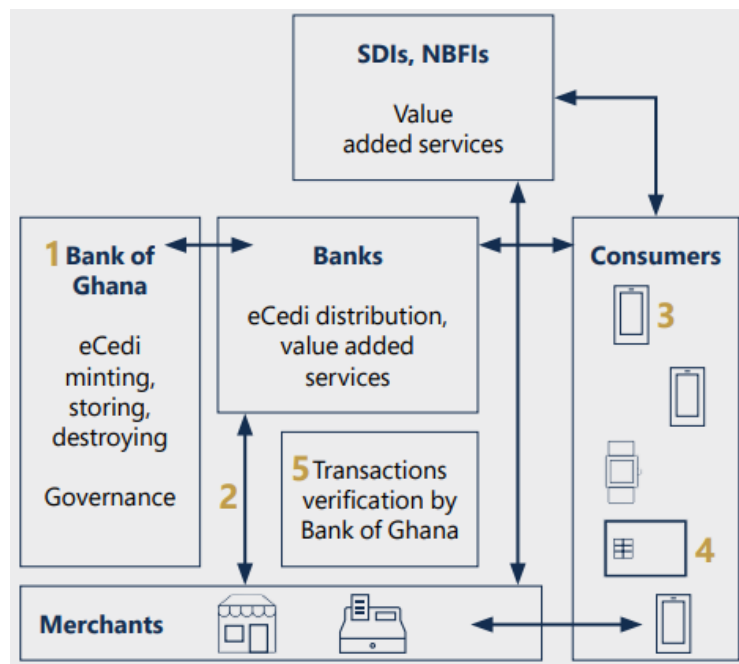 SDIs, NBFIs
Value
added services
1 Bank of
Ghana
eCedi
minting,
storing,
destroying
Governance
Banks
eCedi distribution,
value added
services
Consumers
3
2
5 Transactions
verification by
Bank of Ghana
4
Merchants